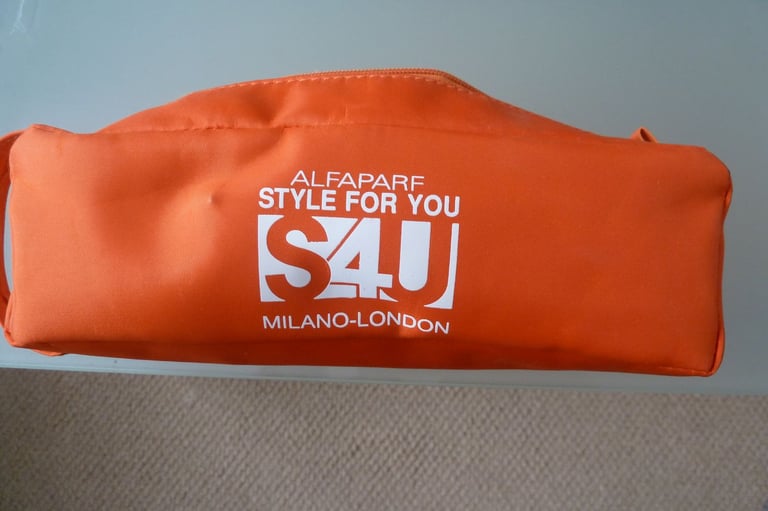 ALFAPARF
STYLE FOR YOU
S4U
MILANO-LONDON